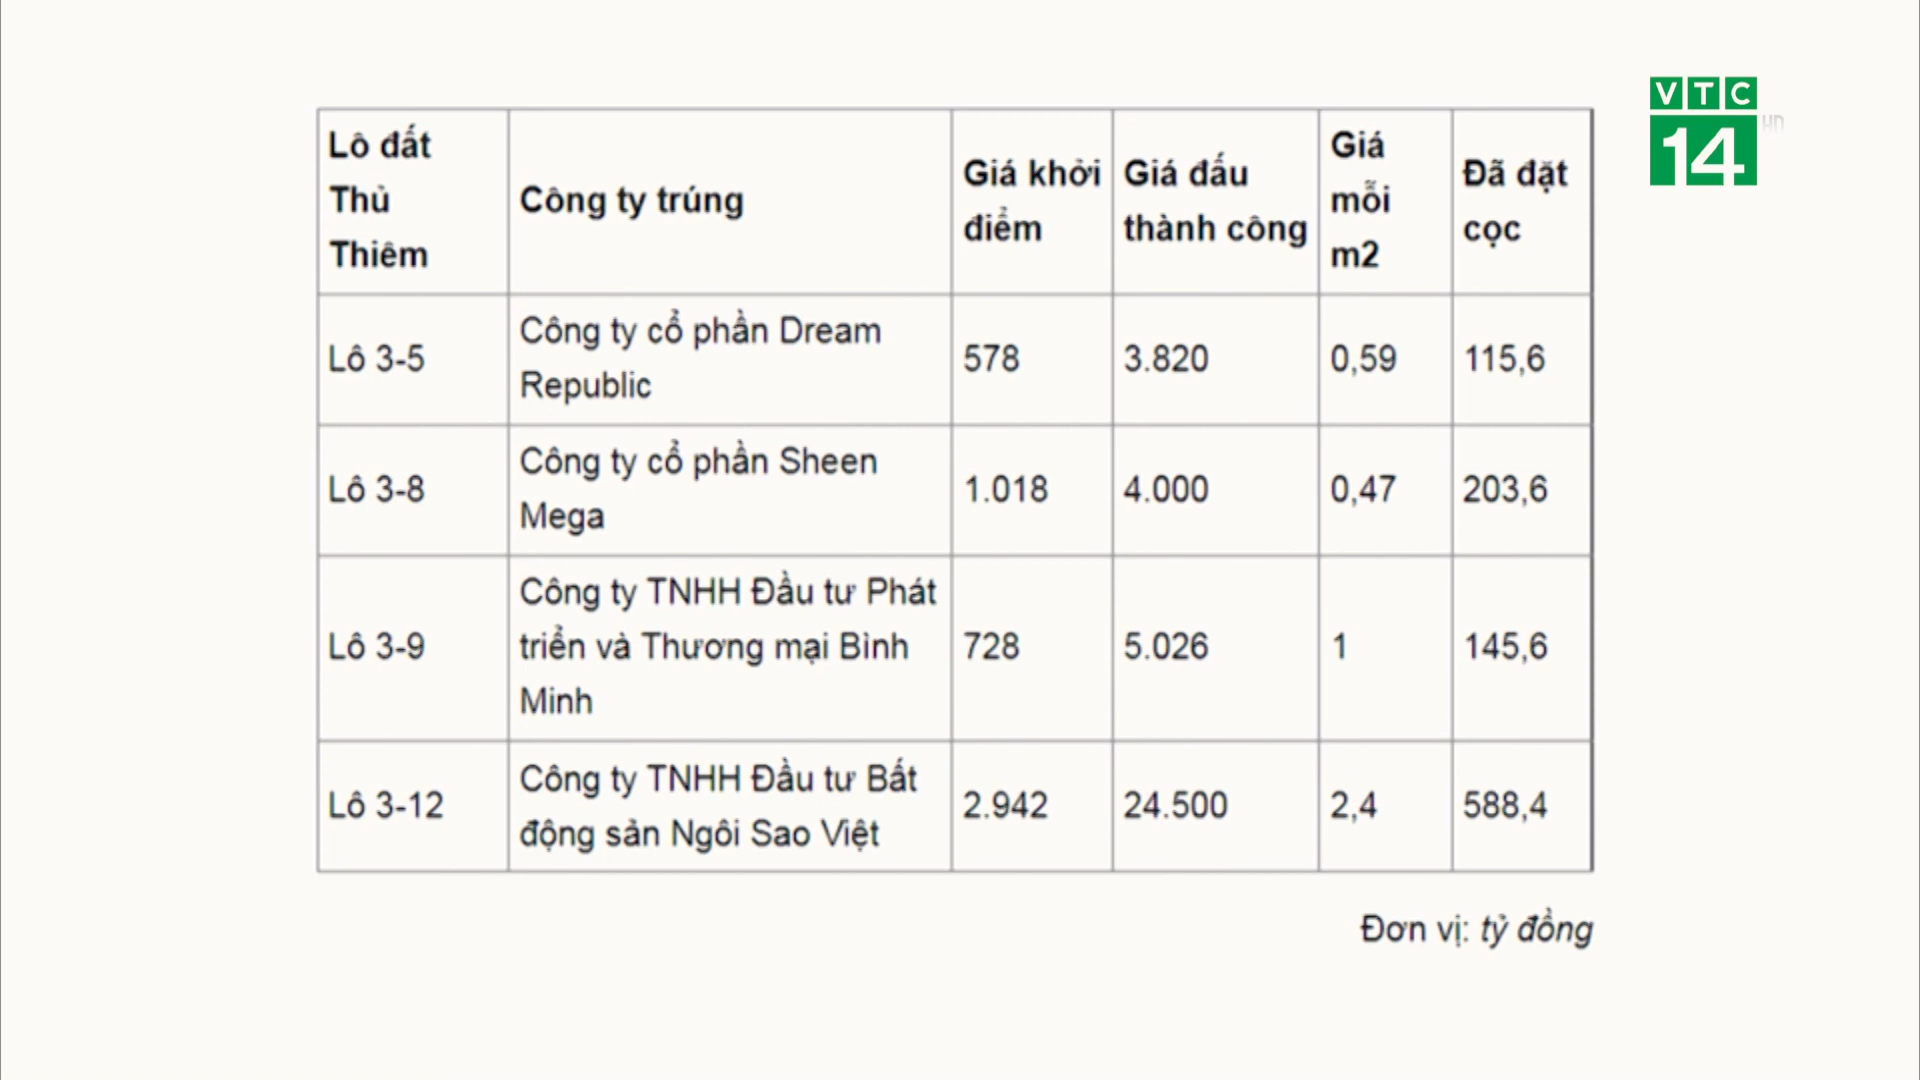 VTC
14
HD
Lô đất
Thủ
Thiêm
Công ty trúng
Giá khởi
điểm
Giá đấu
thành công
Giá
mỗi
m2
Đã đặt
cọc
Lô 3-5
Công ty cổ phần Dream
Republic
578
3.820
0,59
115,6
Lô 3-8
Công ty cổ phần Sheen
Mega
1.018
4.000
0,47
203,6
Lô 3-9
Công ty TNHH Đầu tư Phát
triển và Thương mại Bình
Minh
728
5.026
1
145,6
Lô 3-12
Công ty TNHH Đầu tư Bất
động sản Ngôi Sao Việt
2.942
24.500
2,4
588,4
Đơn vị: tỷ đồng